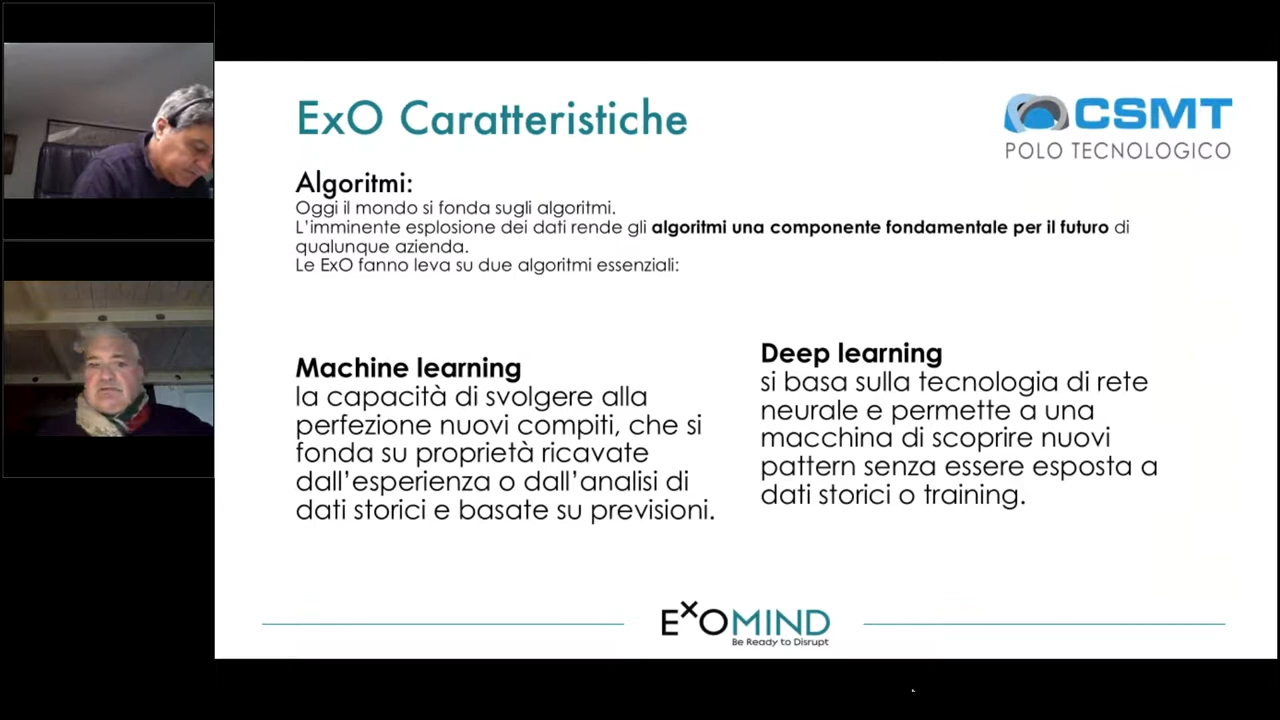 ExO Caratteristiche
CSMT
POLO TECNOLOGICO
Algoritmi:
Oggi il mondo si fonda sugli algoritmi.
L'imminente esplosione dei dati rende gli algoritmi una componente fondamentale per il futuro di
qualunque azienda.
Le ExO fanno leva su due algoritmi essenziali:
Machine learning
la capacità di svolgere alla
perfezione nuovi compiti, che si
fonda su proprietà ricavate
dall'esperienza o dall'analisi di
dati storici e basate su previsioni.
Deep learning
si basa sulla tecnologia di rete
neurale e permette a una
macchina di scoprire nuovi
pattern senza essere esposta a
dati storici o training.
EXOMIND
Be Ready to Disrupt